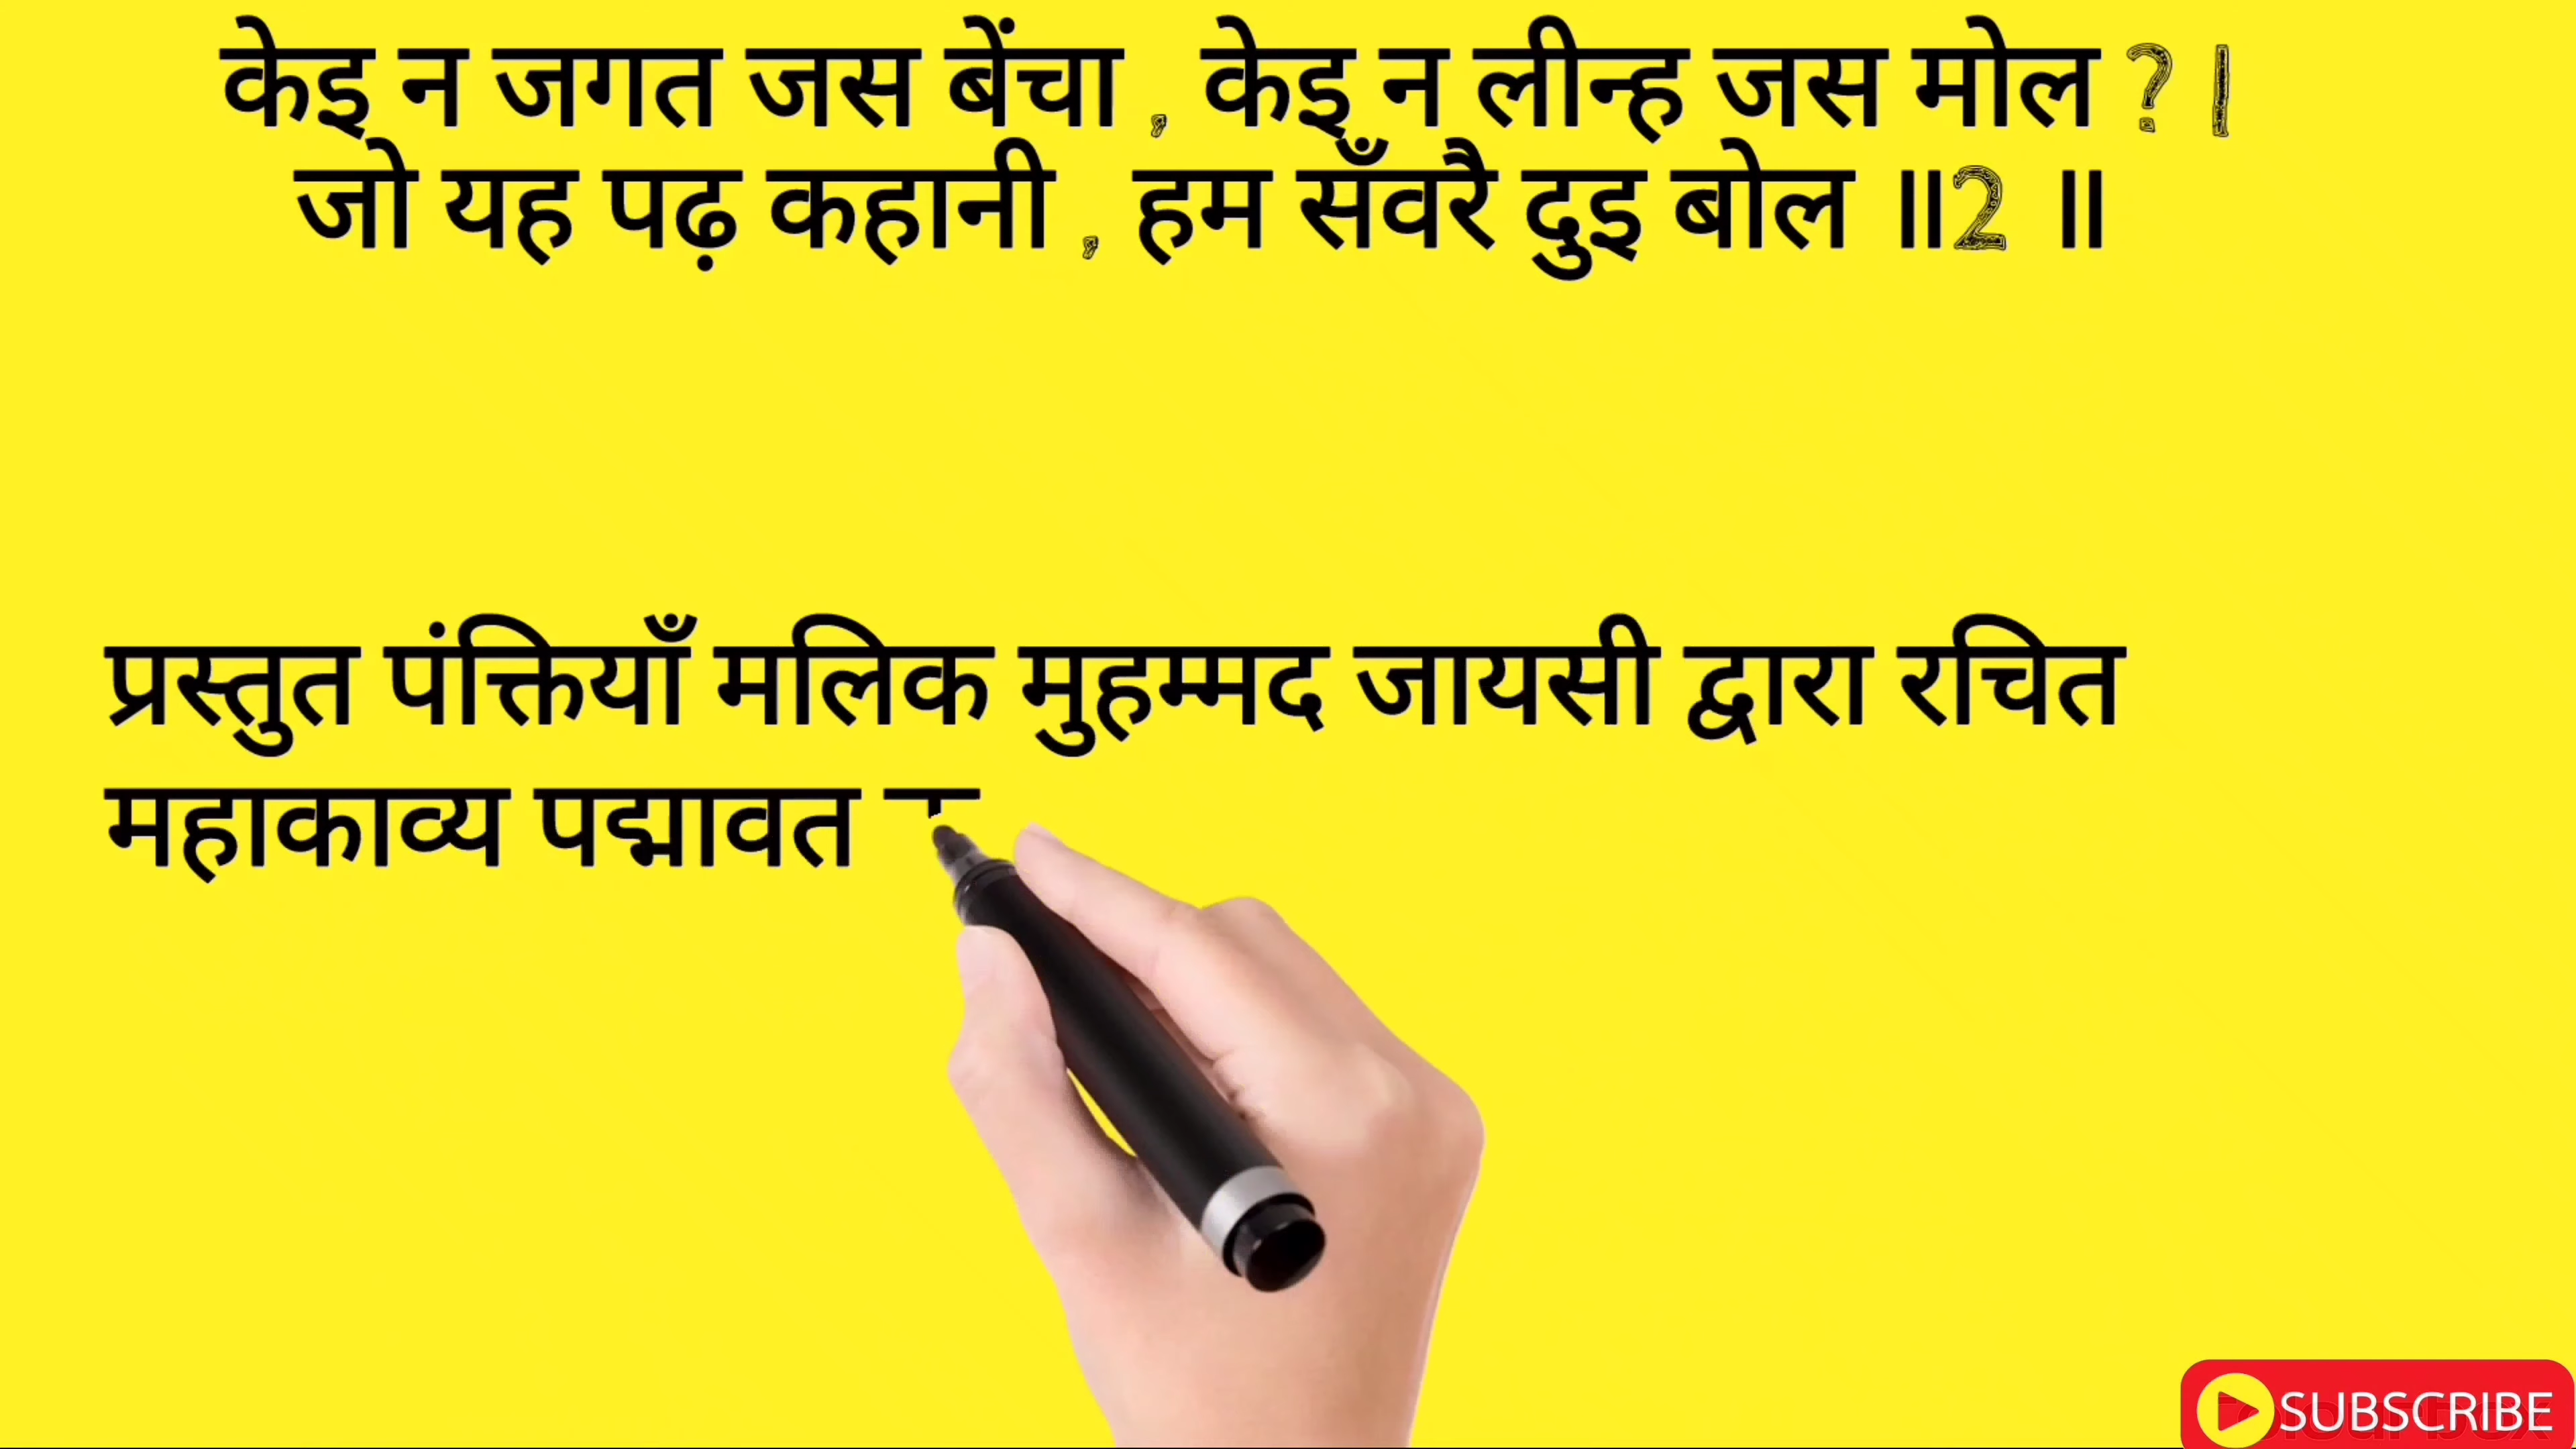 केइ न जगत जस बेंचा , केइ न लीन्ह जस मोल ? |
जो यह पढ़ कहानी , हम सँवरै दुइ बोल ॥2 ॥
प्रस्तुत पंक्तियाँ मलिक मुहम्मद जायसी द्वारा रचित
महाकाव्य पद्मावत
SUBSCRIBE